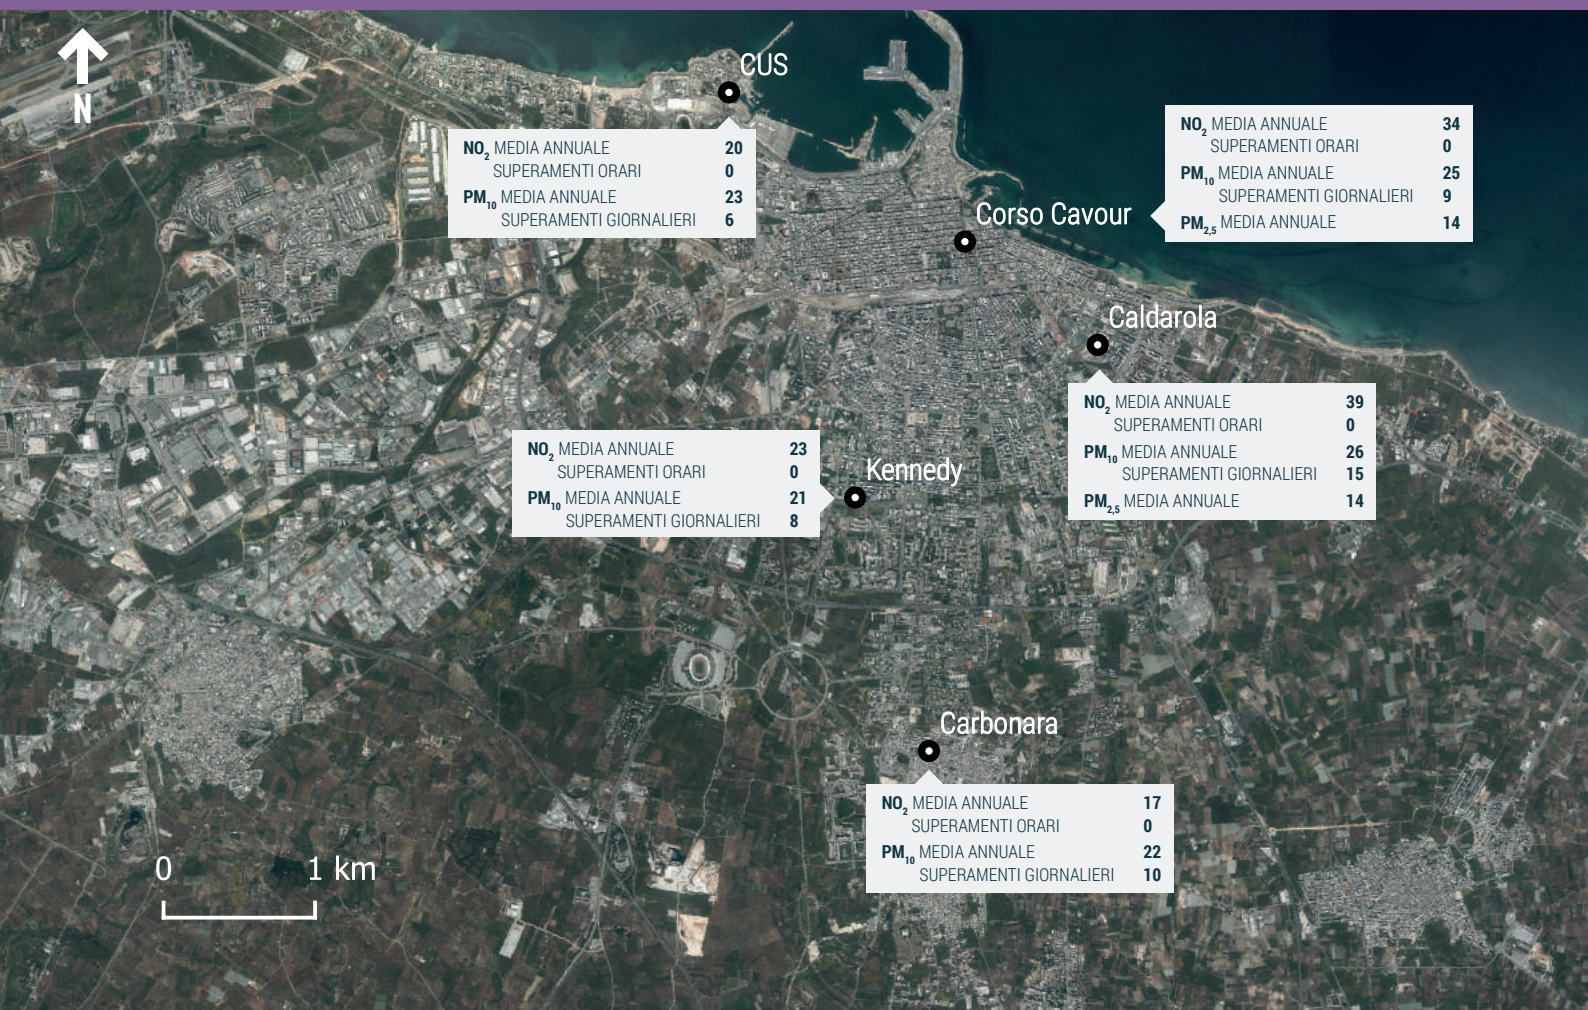 N
CUS
NO2 MEDIA ANNUALE 20
SUPERAMENTI ORARI 0
PM10 MEDIA ANNUALE 23
SUPERAMENTI GIORNALIERI 6
Corso Cavour
NO2 MEDIA ANNUALE 34
SUPERAMENTI ORARI 0
PM10 MEDIA ANNUALE 25
SUPERAMENTI GIORNALIERI 9
PM2,5 MEDIA ANNUALE 14
Caldarola
NO2 MEDIA ANNUALE 39
SUPERAMENTI ORARI 0
PM10 MEDIA ANNUALE 26
SUPERAMENTI GIORNALIERI 15
PM2,5 MEDIA ANNUALE 14
Kennedy
NO2 MEDIA ANNUALE 23
SUPERAMENTI ORARI 0
PM10 MEDIA ANNUALE 21
SUPERAMENTI GIORNALIERI 8
Carbonara
NO2 MEDIA ANNUALE 17
SUPERAMENTI ORARI 0
PM10 MEDIA ANNUALE 22
SUPERAMENTI GIORNALIERI 10
0 1 km